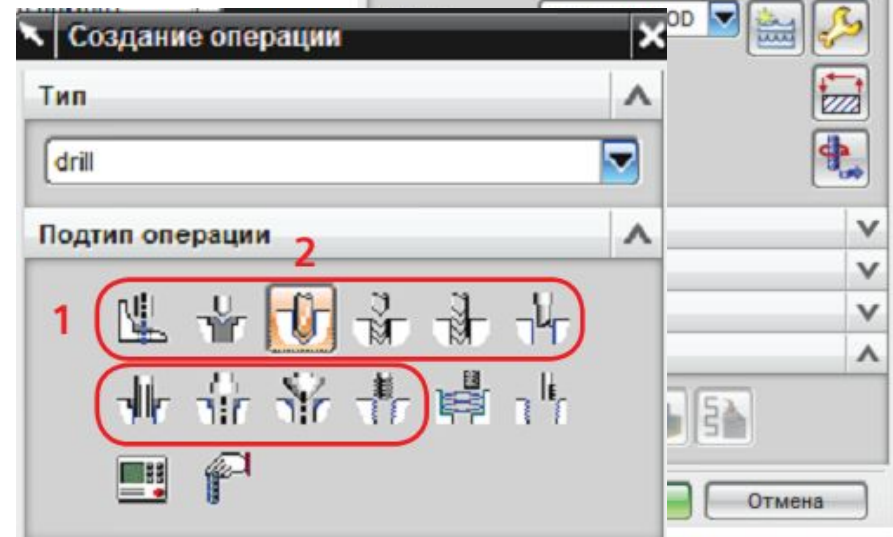 Создание операции
OD
Тип
drill
Подтип операции
2
1
Отмена